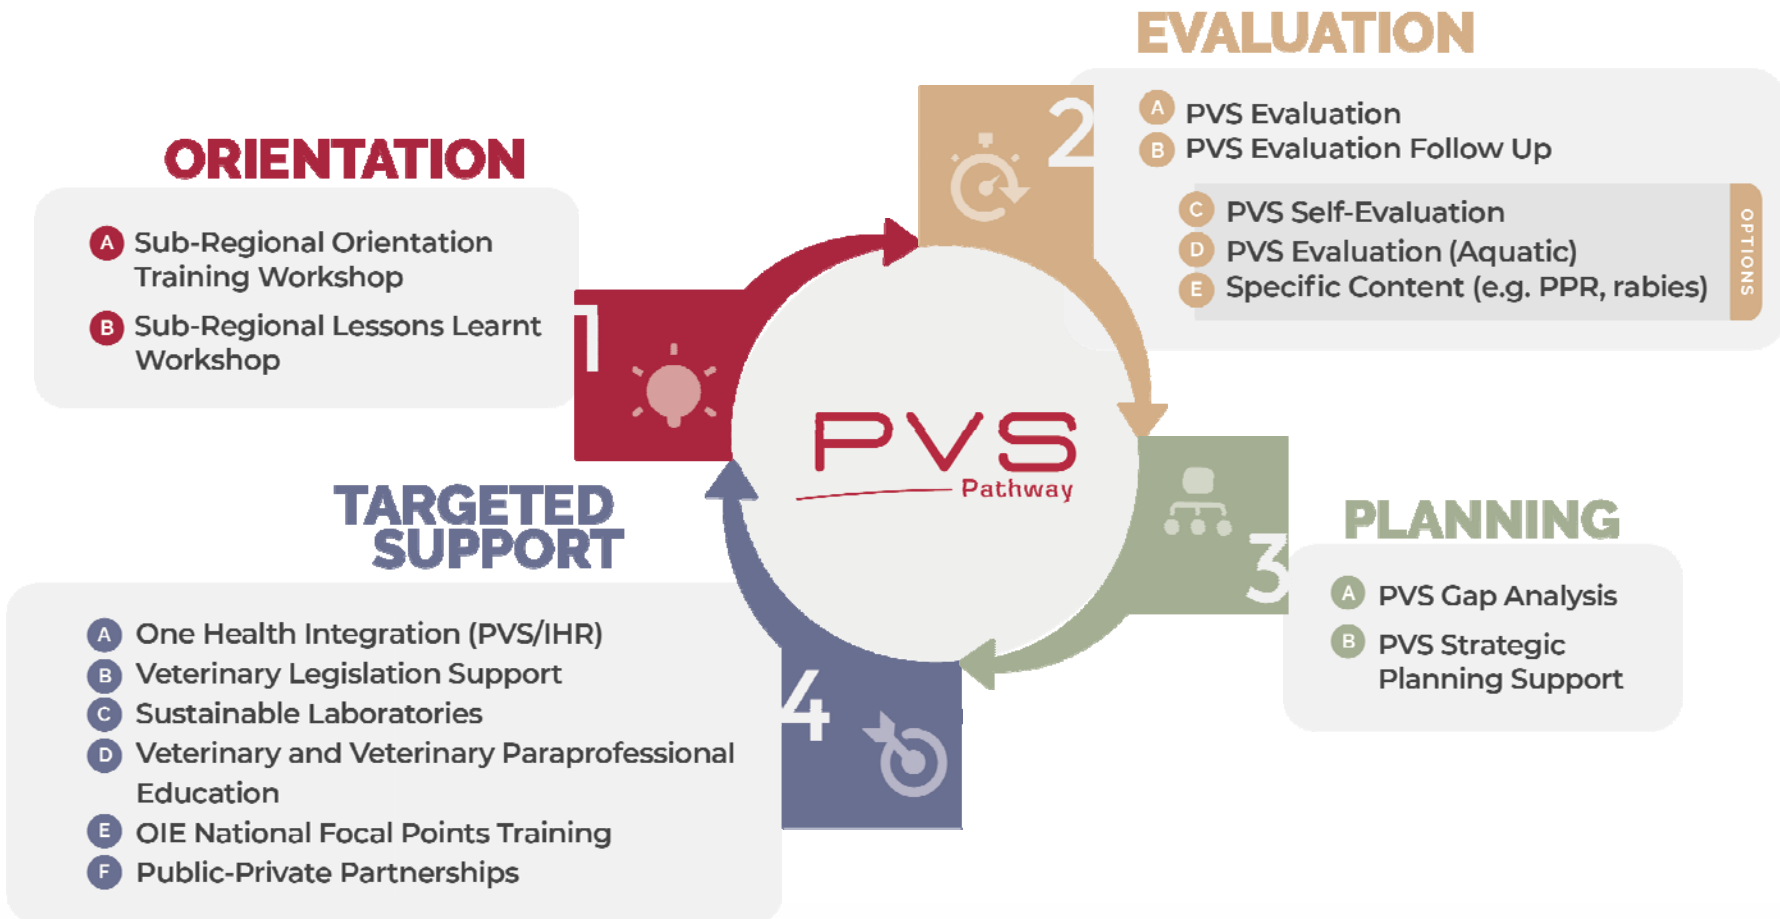 ORIENTATION
1
A Sub-Regional Orientation
Training Workshop
B Sub-Regional Lessons Learnt
Workshop
EVALUATION
2
A PVS Evaluation
B PVS Evaluation Follow Up
C PVS Self-Evaluation
D PVS Evaluation (Aquatic)
E Specific Content (e.g. PPR, rabies)
OPTIONS
PVS
Pathway
PLANNING
3
A PVS Gap Analysis
B PVS Strategic
Planning Support
TARGETED
SUPPORT
4
A One Health Integration (PVS/IHR)
B Veterinary Legislation Support
C Sustainable Laboratories
D Veterinary and Veterinary Paraprofessional
Education
E OIE National Focal Points Training
F Public-Private Partnerships